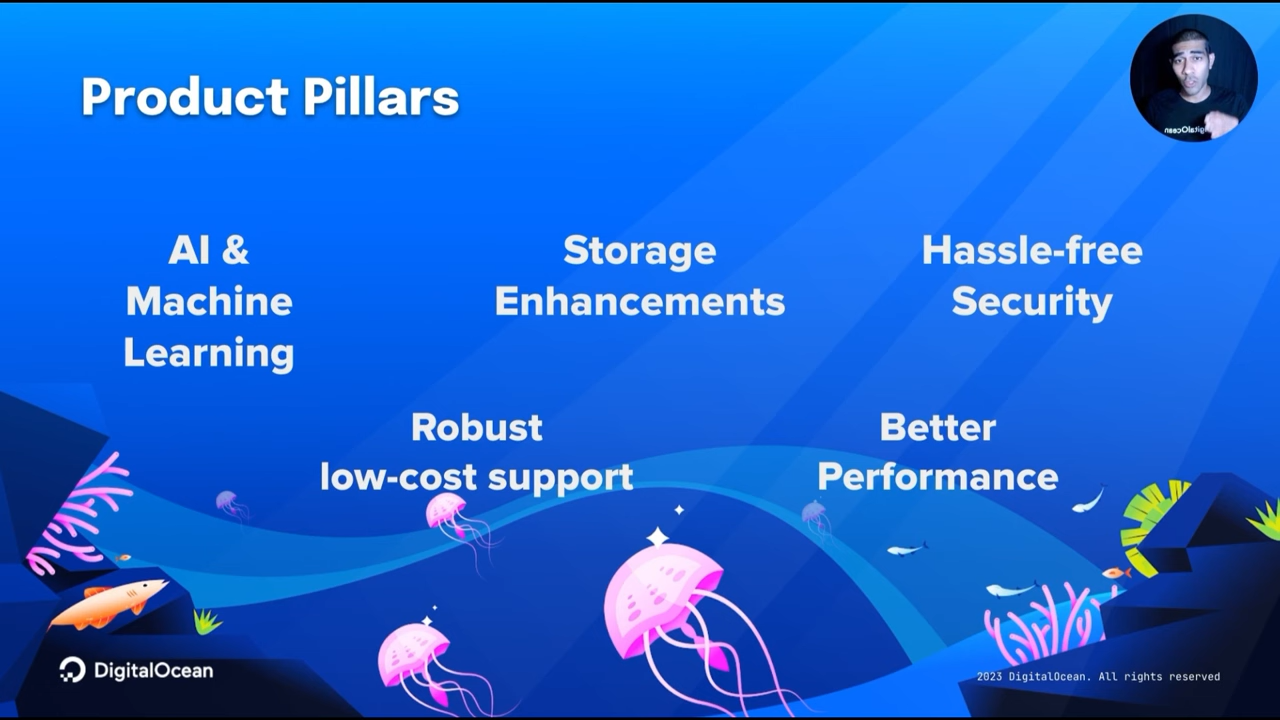 Product Pillars
AI &
Machine
Learning
Storage
Enhancements
Hassle-free
Security
Robust
low-cost support
Better
Performance
DigitalOcean
DigitalOcean
2023 DigitalOcean. All rights reserved